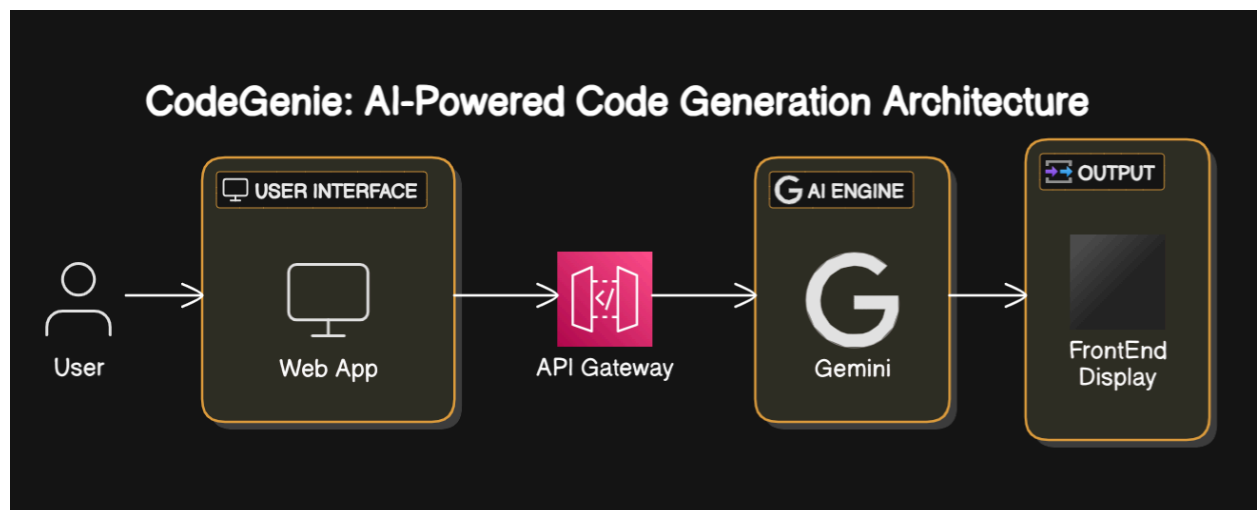 CodeGenie: AI-Powered Code Generation Architecture
USER INTERFACE
AI ENGINE
OUTPUT
User
Web App
API Gateway
Gemini
FrontEnd
Display